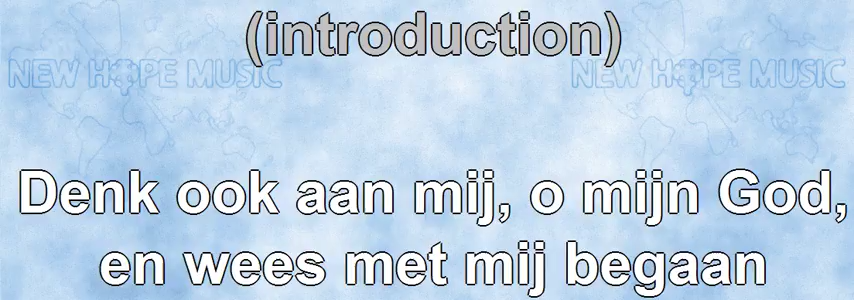 (introduction)
NEW HOPE MUSIC NEW HOPE MUSIC
Denk ook aan mij, o mijn God,
en wees met mij begaan